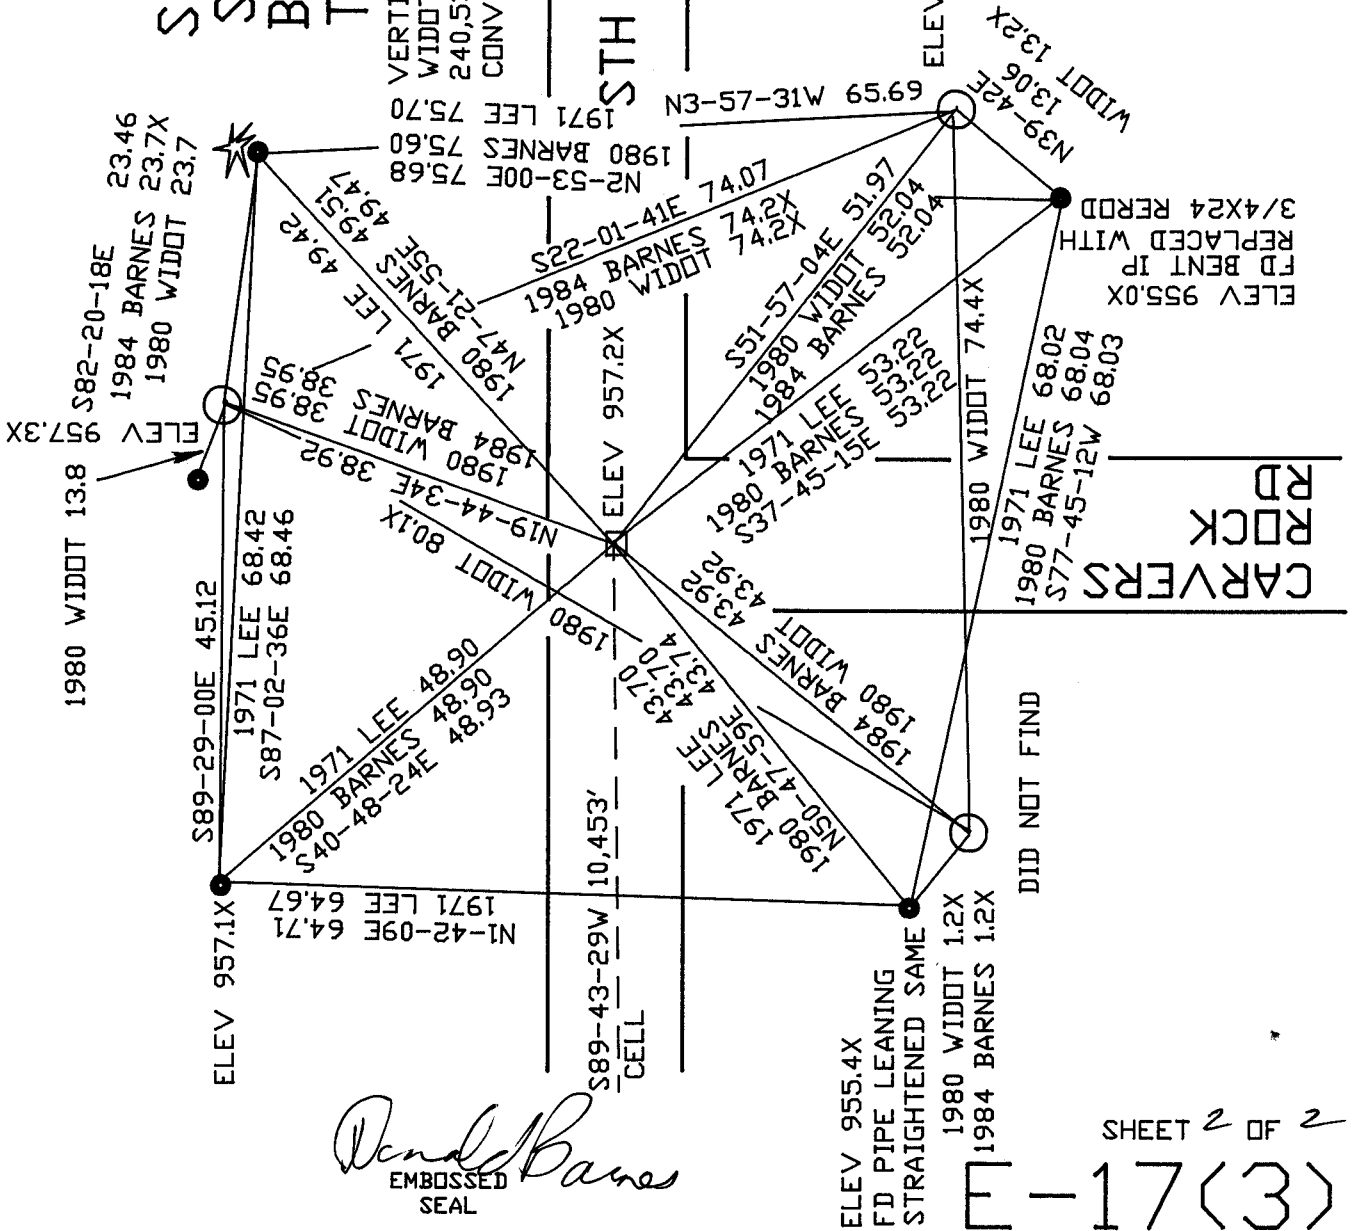 S
S
B
T
VERTI
WIDOT
240,5
CONV
STH
ELEV
1971 LEE 75.70
1980 BARNES 75.60
N2-53-00E 75.68
N3-57-31W 65.69
N39-42E
13.06
WIDOT 13.2X
S82-20-18E 23.46
1984 BARNES 23.7X
1980 WIDOT 23.7
ELEV 957.3X
1980 WIDOT 13.8
1971 LEE 49.42
1980 BARNES 49.51
N47-21-55E 49.47
S22-01-41E 74.07
1984 BARNES 74.2X
1980 WIDOT 74.2X
S51-57-04E 51.97
1980 WIDOT 52.04
1984 BARNES 52.04
ELEV 955.0X
FD BENT IP
REPLACED WITH
3/4X24 REROD
1984 BARNES 38.95
1980 WIDOT 38.95
N19-44-34E 38.92
1980 WIDOT 80.1X
ELEV 957.2X
1971 LEE 53.22
1980 BARNES 53.22
S37-45-15E 53.22
1980 WIDOT 74.4X
1971 LEE 68.02
1980 BARNES 68.04
S77-45-12W 68.03
CARVERS
ROCK
RD
S89-29-00E 45.12
1971 LEE 68.42
S87-02-36E 68.46
1971 LEE 48.90
1980 BARNES 48.90
S40-48-24E 48.93
1971 LEE 43.70
1980 BARNES 43.70
N50-47-59E 43.74
1984 BARNES 43.92
1980 WIDOT 43.92
DID NOT FIND
1971 LEE 64.67
N1-42-09E 64.71
ELEV 957.1X
S89-43-29W 10,453'
CELL
ELEV 955.4X
FD PIPE LEANING
STRAIGHTENED SAME
1980 WIDOT 1.2X
1984 BARNES 1.2X
Donald Barnes
EMBOSSED
SEAL
SHEET 2 OF 2
E-17(3)